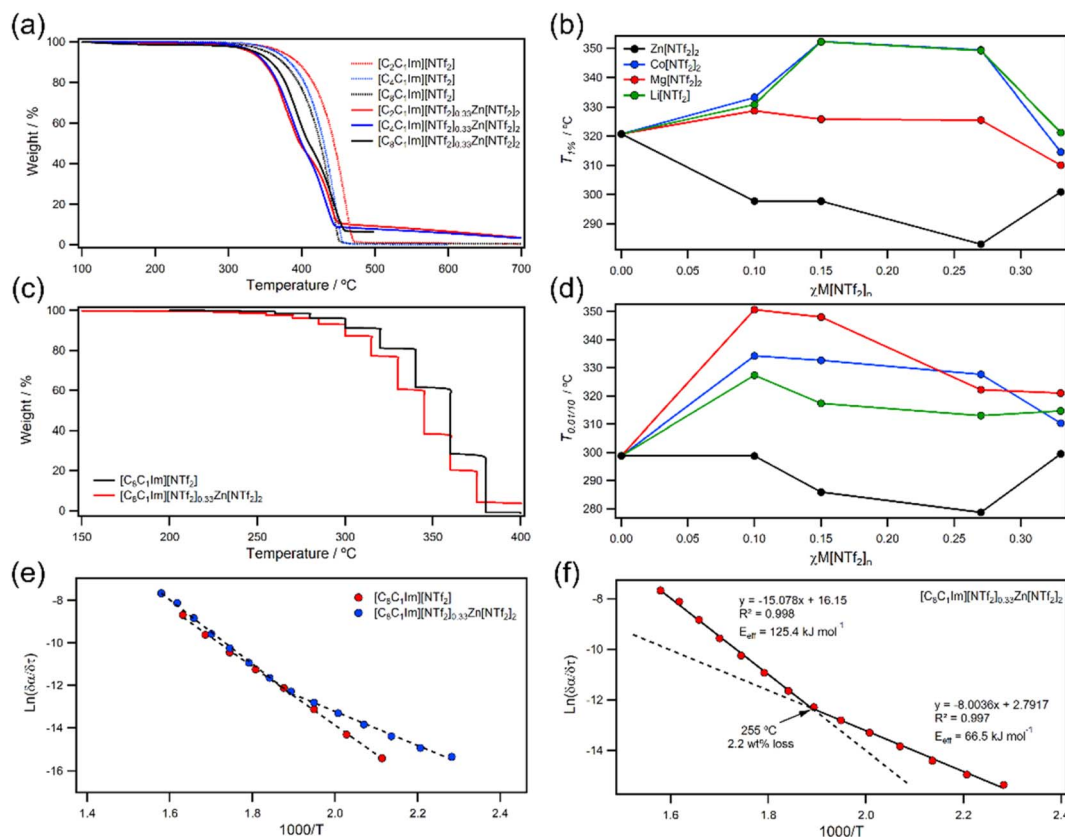 (a)
Weight / %
100
80
60
40
20
0
[C2C1Im][NTf2]
[C4C1Im][NTf2]
[C8C1Im][NTf2]
[C2C1Im][NTf2]0.33Zn[NTf2]2
[C4C1Im][NTf2]0.33Zn[NTf2]2
[C8C1Im][NTf2]0.33Zn[NTf2]2
100 200 300 400 500 600 700
Temperature / ºC
(b)
T1% / ºC
350
340
330
320
310
300
290
Zn[NTf2]2
Co[NTf2]2
Mg[NTf2]2
Li[NTf2]
0.00 0.05 0.10 0.15 0.20 0.25 0.30
χM[NTf2]n
(c)
Weight / %
100
80
60
40
20
0
[C8C1Im][NTf2]
[C8C1Im][NTf2]0.33Zn[NTf2]2
150 200 250 300 350 400
Temperature / ºC
(d)
T0.01/10 / ºC
350
340
330
320
310
300
290
280
0.00 0.05 0.10 0.15 0.20 0.25 0.30
χM[NTf2]n
(e)
Ln(δα/δτ)
-8
-10
-12
-14
-16
[C8C1Im][NTf2]
[C8C1Im][NTf2]0.33Zn[NTf2]2
1.4 1.6 1.8 2.0 2.2 2.4
1000/T
(f)
Ln(δα/δτ)
-8
-10
-12
-14
y = -15.078x + 16.15
R² = 0.998
Eeff = 125.4 kJ mol-1
[C8C1Im][NTf2]0.33Zn[NTf2]2
255 ºC
2.2 wt% loss
y = -8.0036x + 2.7917
R² = 0.997
Eeff = 66.5 kJ mol-1
1.6 1.8 2.0 2.2 2.4
1000/T